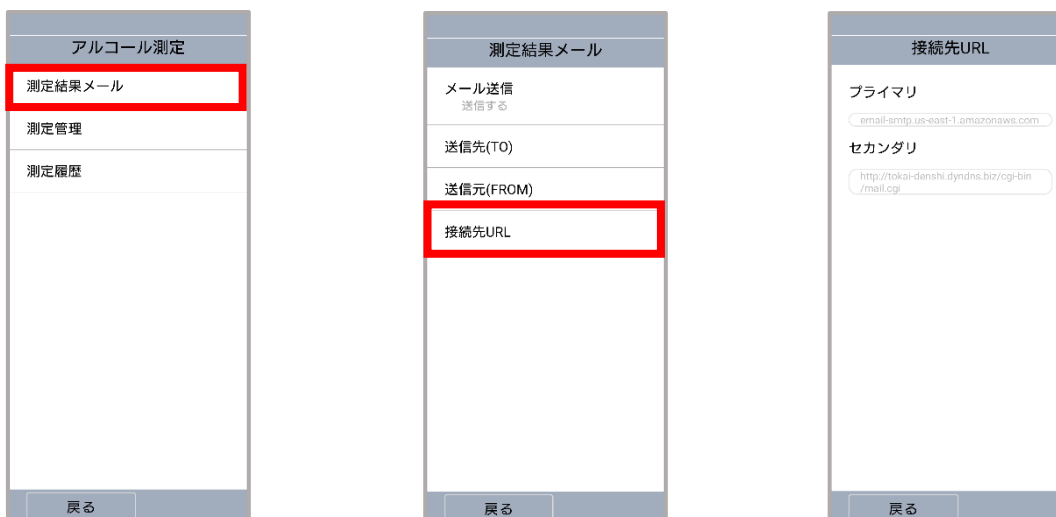 アルコール測定
測定結果メール
測定管理
測定履歴
戻る
測定結果メール
メール送信
送信する
送信先(TO)
送信元(FROM)
接続先URL
戻る
接続先URL
プライマリ
email-smtp.us-east-1.amazonaws.com
セカンダリ
http://tokai-denshi.dyndns.biz/cgi-bin
/mail.cgi
戻る